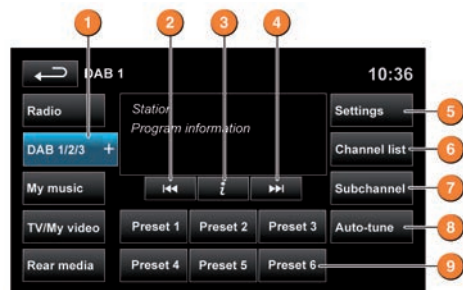 1 2 3 4
DAB 1 10:36
Radio Station Settings 5
Program information
DAB 1/2/3 + Channel list 6
My music i Subchannel 7
TV/My video Preset 1 Preset 2 Preset 3 Auto-tune 8
Rear media Preset 4 Preset 5 Preset 6 9